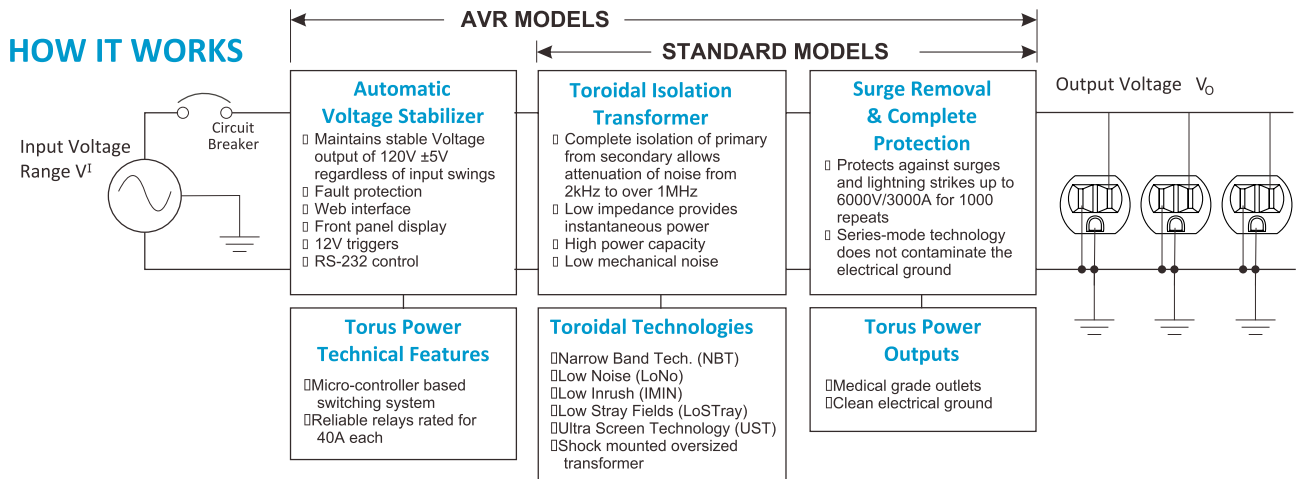 AVR MODELS
HOW IT WORKS
STANDARD MODELS
Input Voltage
Range Vᴵ
Circuit
Breaker
Automatic
Voltage Stabilizer
▯ Maintains stable Voltage
output of 120V ±5V
regardless of input swings
▯ Fault protection
▯ Web interface
▯ Front panel display
▯ 12V triggers
▯ RS-232 control
Toroidal Isolation
Transformer
▯ Complete isolation of primary
from secondary allows
attenuation of noise from
2kHz to over 1MHz
▯ Low impedance provides
instantaneous power
▯ High power capacity
▯ Low mechanical noise
Surge Removal
& Complete
Protection
▯ Protects against surges
and lightning strikes up to
6000V/3000A for 1000
repeats
▯ Series-mode technology
does not contaminate the
electrical ground
Output Voltage V₀
Torus Power
Technical Features
▯Micro-controller based
switching system
▯Reliable relays rated for
40A each
Toroidal Technologies
▯Narrow Band Tech. (NBT)
▯Low Noise (LoNo)
▯Low Inrush (IMIN)
▯Low Stray Fields (LoSTray)
▯Ultra Screen Technology (UST)
▯Shock mounted oversized
transformer
Torus Power
Outputs
▯Medical grade outlets
▯Clean electrical ground